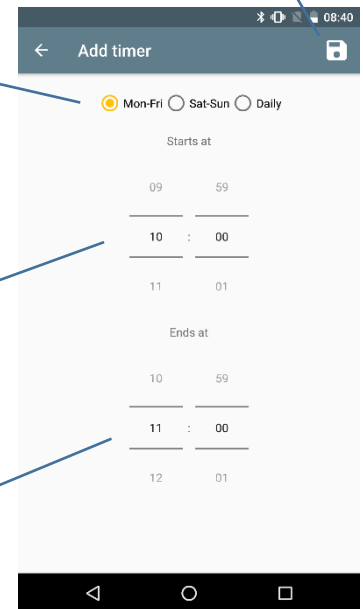 08:40
Add timer
Mon-Fri Sat-Sun Daily
Starts at
09 59
10 : 00
11 01
Ends at
10 59
11 : 00
12 01